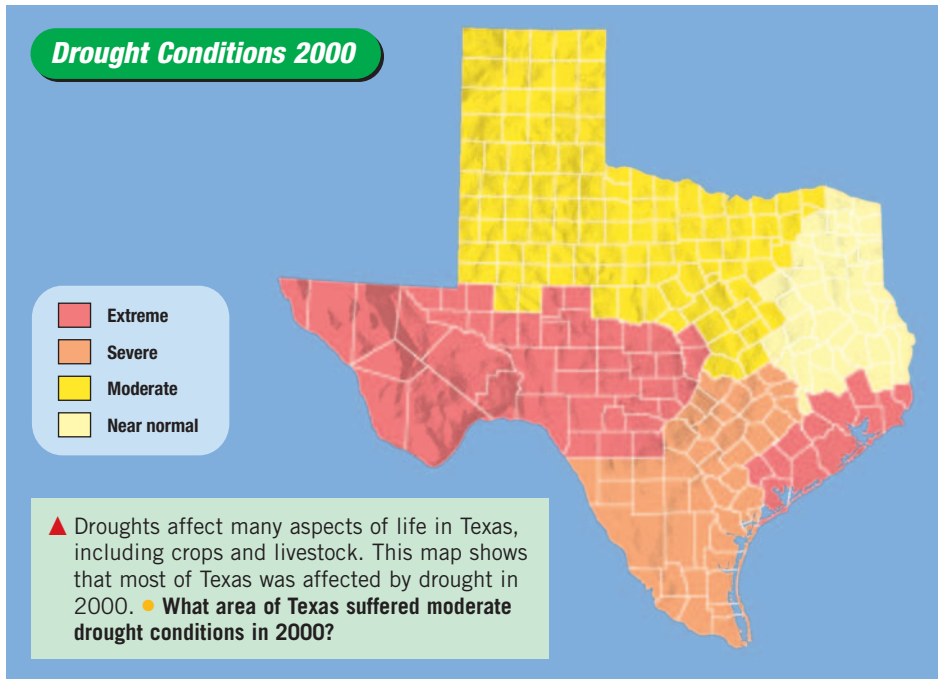 Drought Conditions 2000
Extreme
Severe
Moderate
Near normal
▲ Droughts affect many aspects of life in Texas,
including crops and livestock. This map shows
that most of Texas was affected by drought in
2000. ● What area of Texas suffered moderate
drought conditions in 2000?